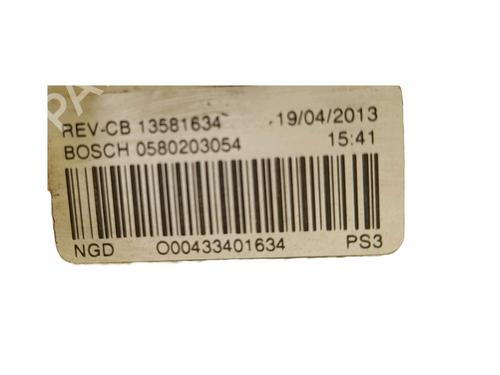 REV-CB 13581634 19/04/2013
BOSCH 0580203054 15:41
NGD O00433401634 PS3